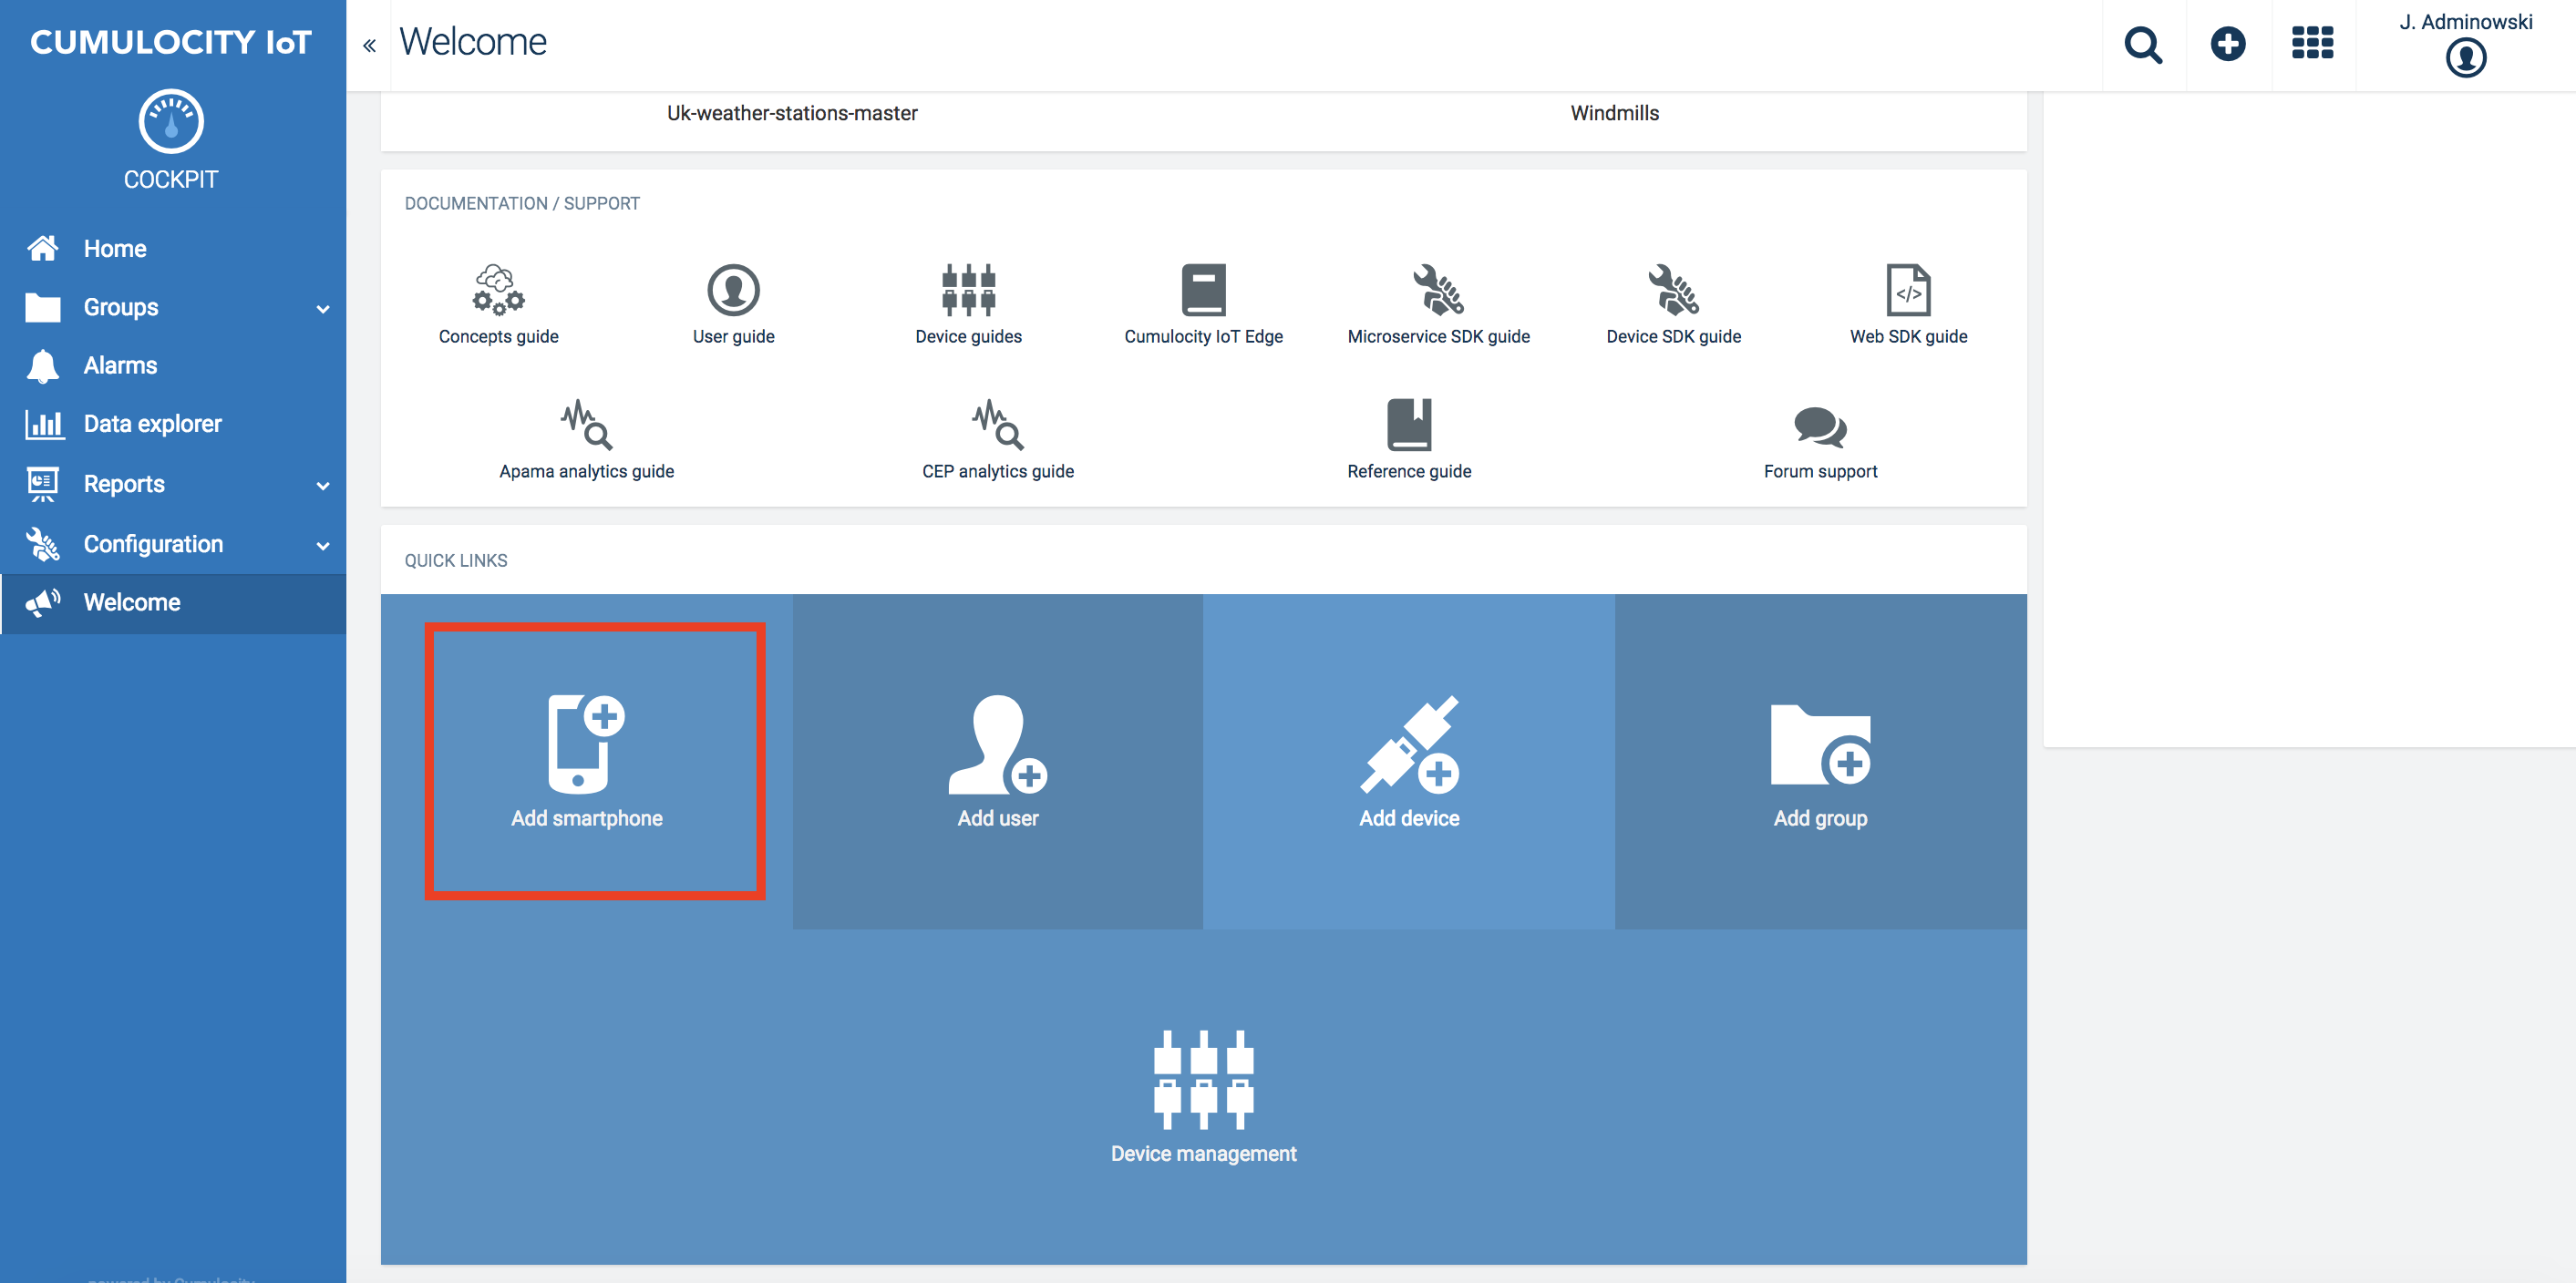 CUMULOCITY IoT
COCKPIT
Home
Groups
Alarms
Data explorer
Reports
Configuration
Welcome
« Welcome
J. Adminowski
Uk-weather-stations-master
Windmills
DOCUMENTATION / SUPPORT
Concepts guide
User guide
Device guides
Cumulocity IoT Edge
Microservice SDK guide
Device SDK guide
Web SDK guide
Apama analytics guide
CEP analytics guide
Reference guide
Forum support
QUICK LINKS
Add smartphone
Add user
Add device
Add group
Device management